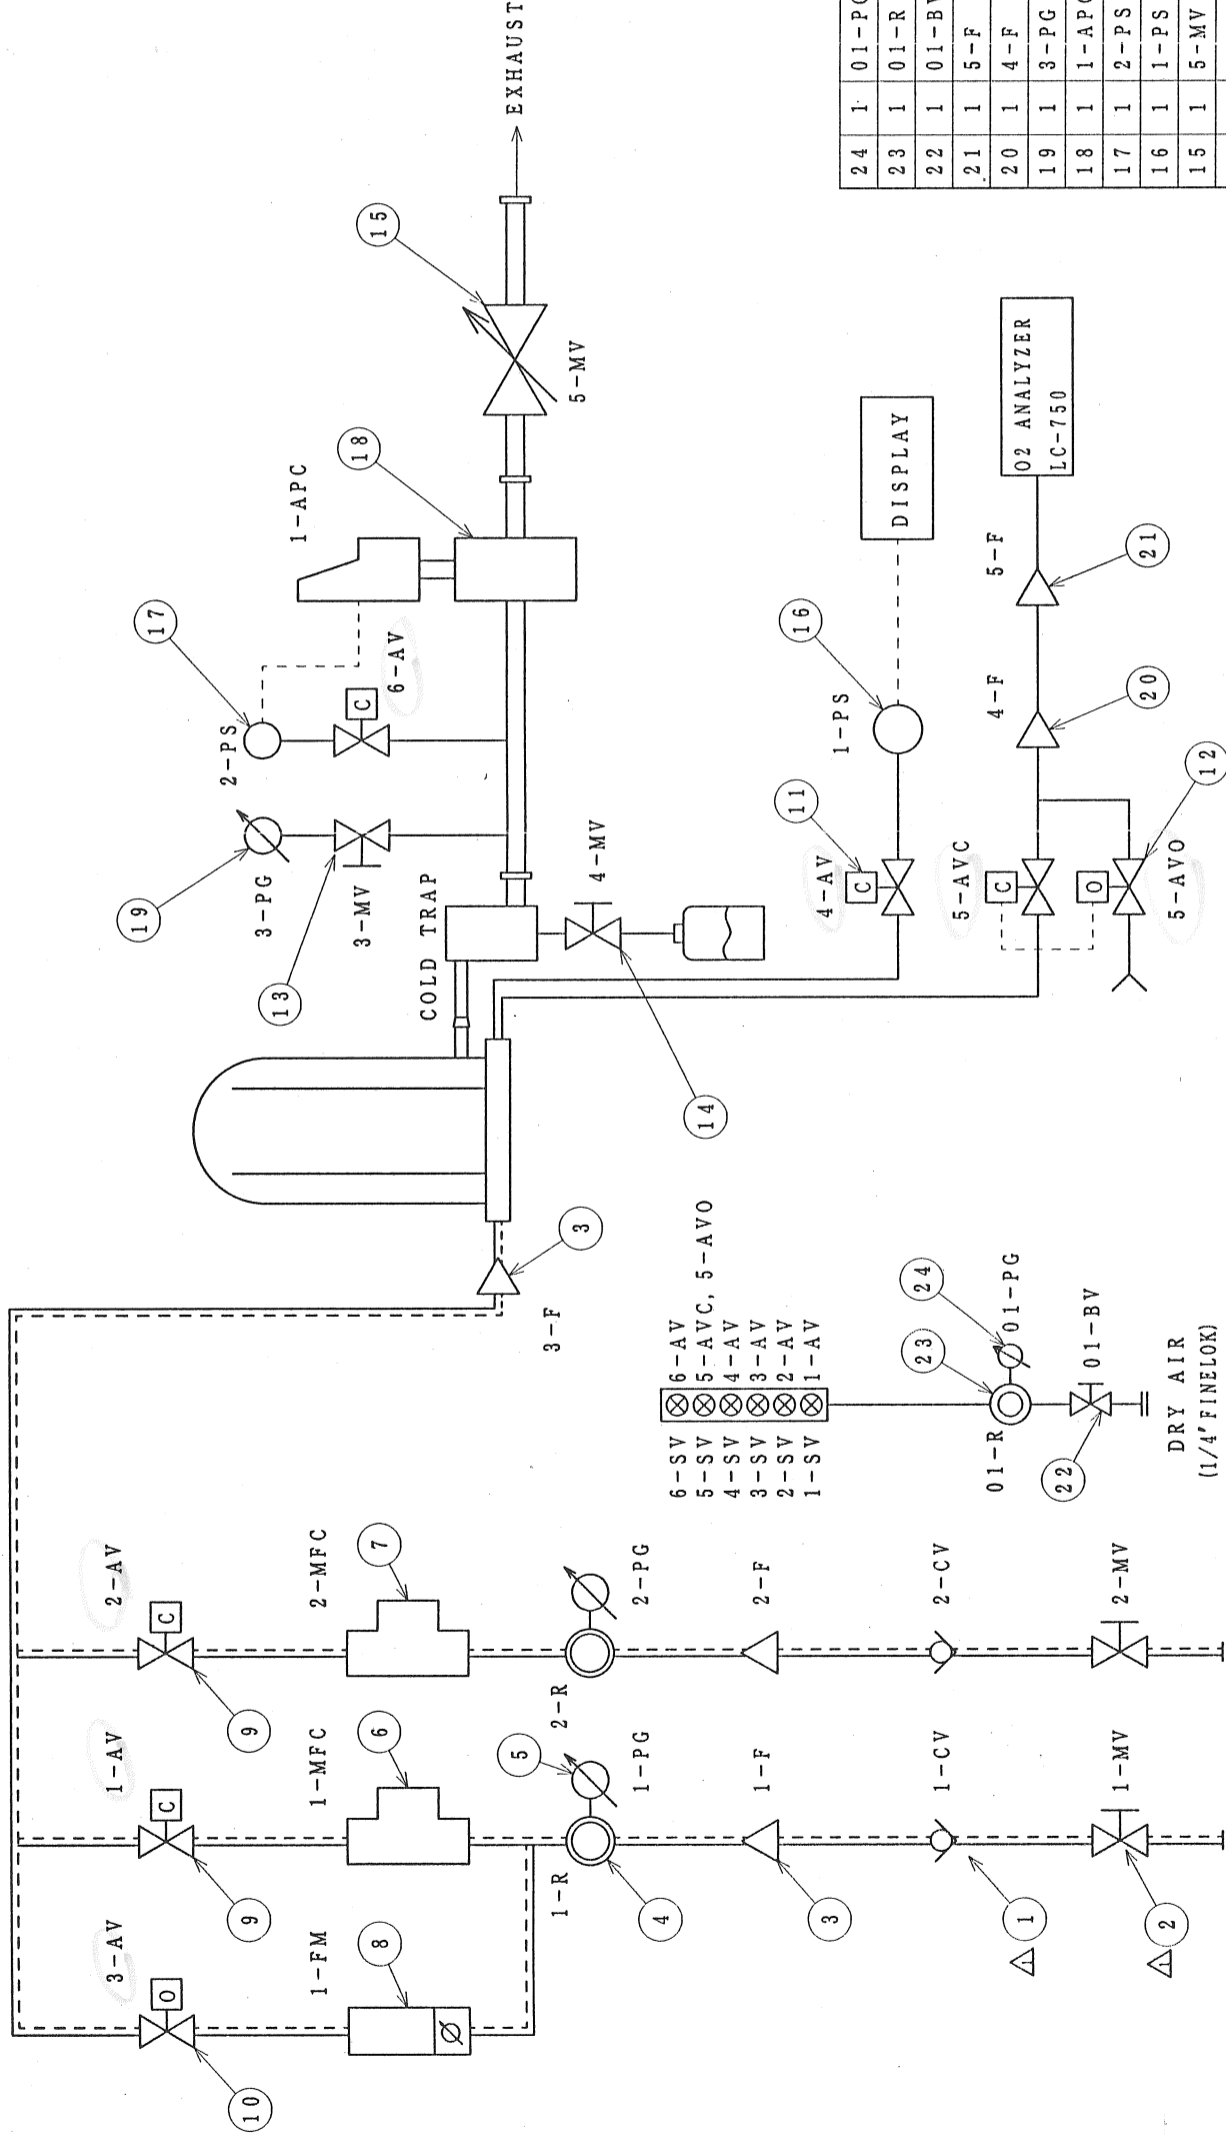 EXHAUST
15
5-MV
18
1-APC
17
2-PS
C
6-AV
19
3-PG
13
3-MV
COLD TRAP
4-MV
14
DISPLAY
16
1-PS
11
4-AV
C
O2 ANALYZER
LC-750
21
5-F
20
4-F
5-AVC
C
O
12
5-AVO
3
3-F
6-SV 6-AV
5-SV 5-AVC, 5-AVO
4-SV 4-AV
3-SV 3-AV
2-SV 2-AV
1-SV 1-AV
23
24
01-R
01-PG
22
01-BV
DRY AIR
(1/4'FINELOK)
2-AV
C
9
2-MFC
7
2-R
2-PG
2-F
2-CV
2-MV
1-AV
C
9
1-MFC
6
5
1-R
1-PG
4
1-F
3
1-CV
1
1
1-MV
2
1
3-AV
O
10
1-FM
8
24 1 01-PG
23 1 01-R
22 1 01-BV
21 1 5-F
20 1 4-F
19 1 3-PG
18 1 1-APC
17 1 2-PS
16 1 1-PS
15 1 5-MV